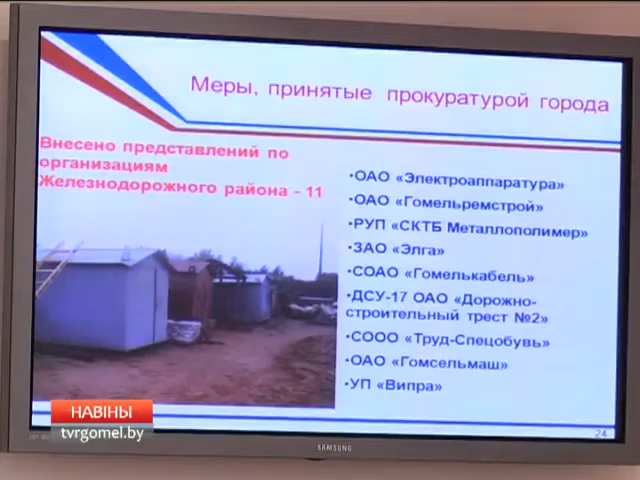 Меры, принятые прокуратурой города
Внесено представлений по
организациям
Железнодорожного района - 11
•ОАО «Электроаппаратура»
•ОАО «Гомельремстрой»
•РУП «СКТБ Металлополимер»
•ЗАО «Элга»
•СОАО «Гомелькабель»
•ДСУ-17 ОАО «Дорожно-
строительный трест №2»
•СООО «Труд-Спецобувь»
•ОАО «Гомсельмаш»
•УП «Випра»
24
НАВІНЫ
tvrgomel.by
SAMSUNG